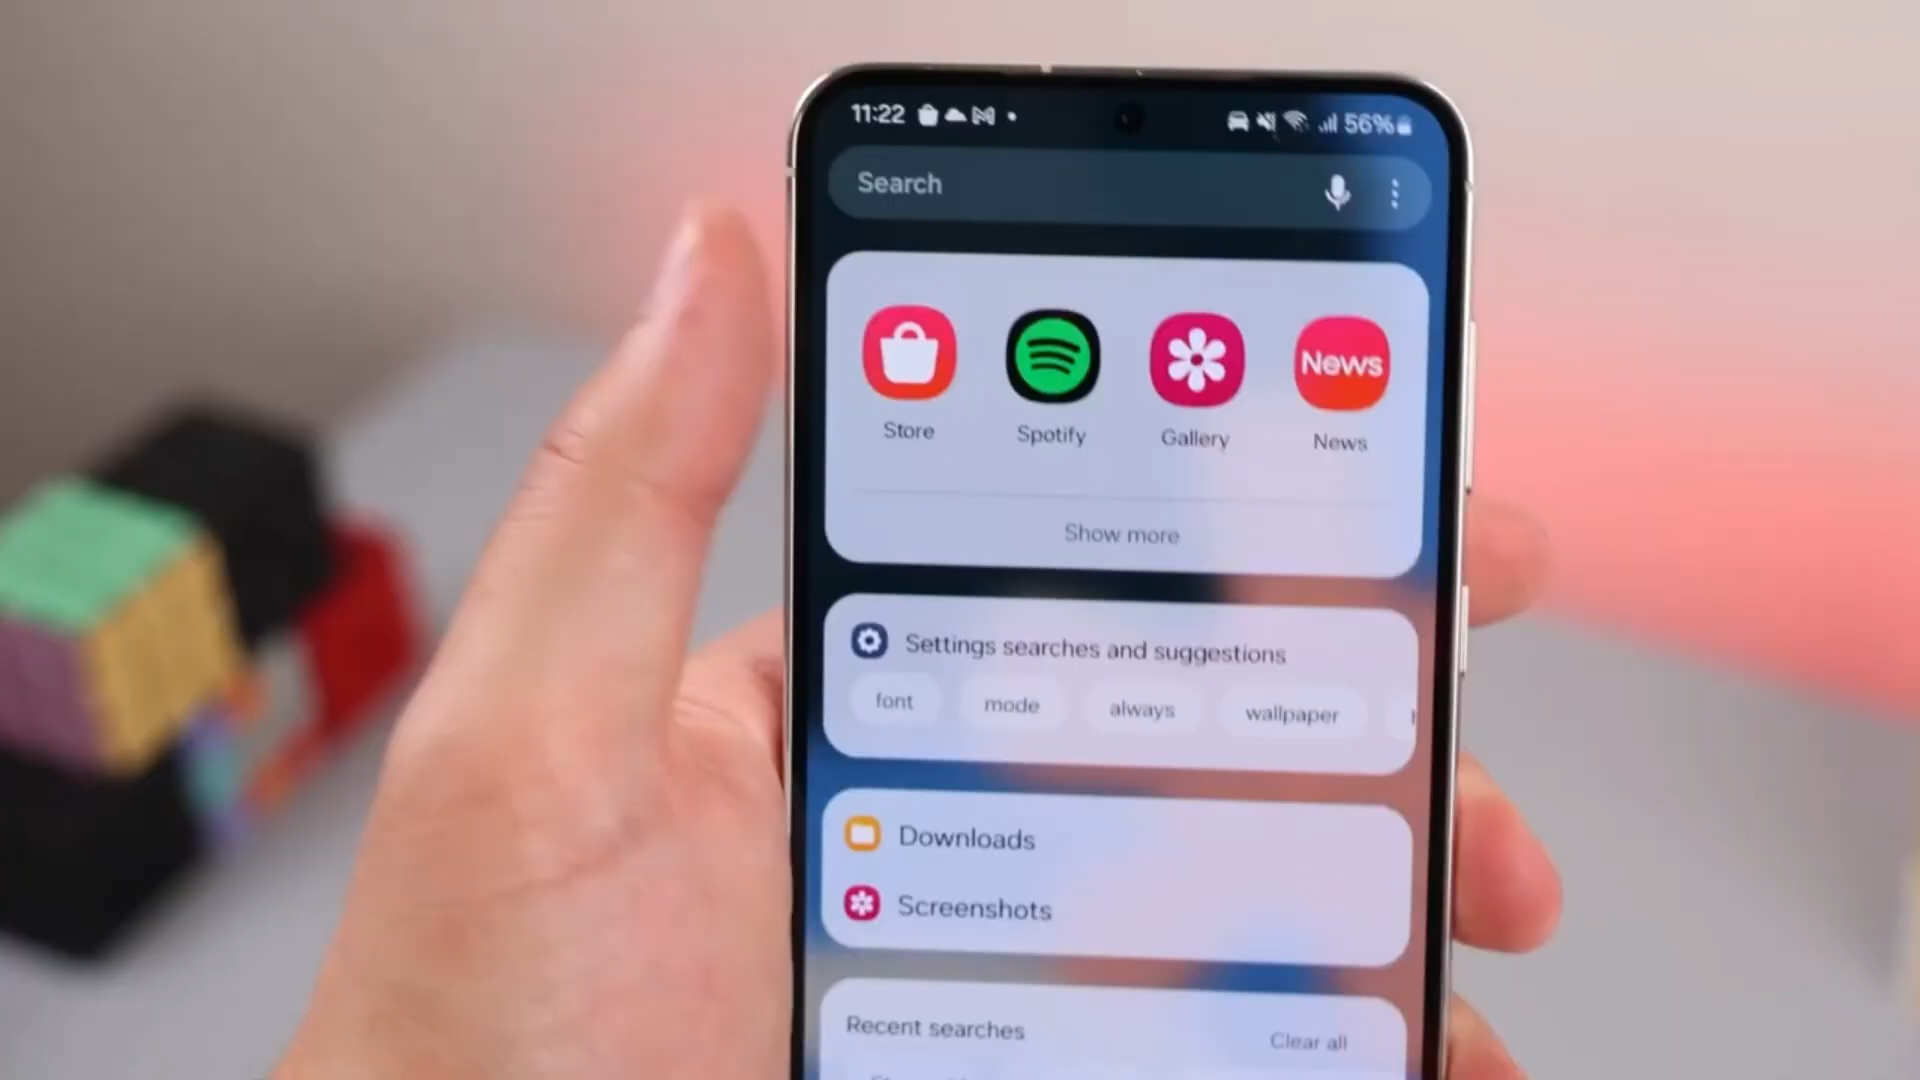 11:22
56%
Search
News
Store Spotify Gallery News
Show more
Settings searches and suggestions
font mode always wallpaper
Downloads
Screenshots
Recent searches Clear all